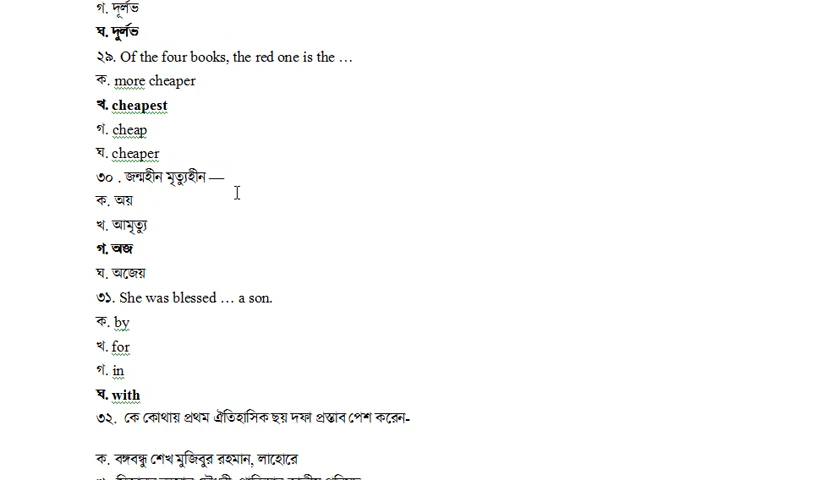 গ. দূর্লভ
ঘ. দুর্লভ
২৯. Of the four books, the red one is the …
ক. more cheaper
খ. cheapest
গ. cheap
ঘ. cheaper
৩০ . জন্মহীন মৃত্যুহীন —
ক. অয়
খ. আমৃত্যু
গ. অজ
ঘ. অজেয়
৩১. She was blessed … a son.
ক. by
খ. for
গ. in
ঘ. with
৩২. কে কোথায় প্রথম ঐতিহাসিক ছয় দফা প্রস্তাব পেশ করেন-
ক. বঙ্গবন্ধু শেখ মুজিবুর রহমান, লাহোরে